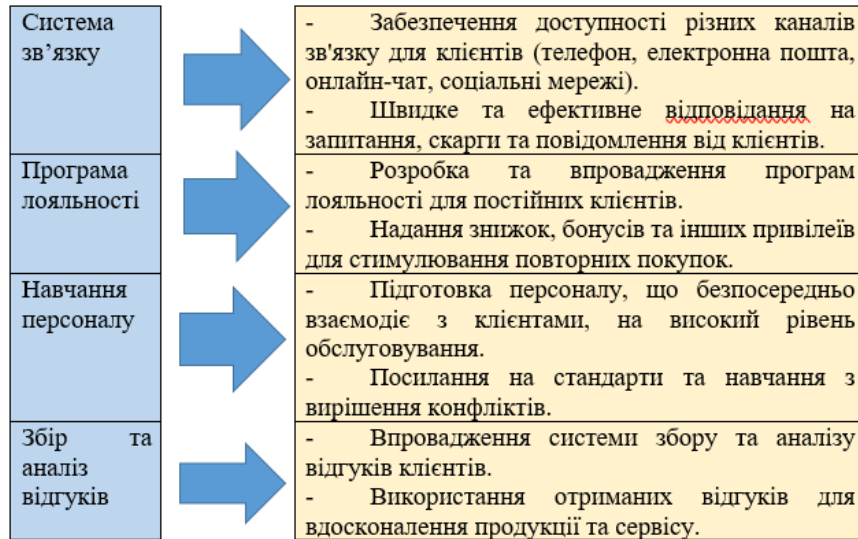 Система
зв’язку
- Забезпечення доступності різних каналів
зв'язку для клієнтів (телефон, електронна пошта,
онлайн-чат, соціальні мережі).
- Швидке та ефективне відповідання на
запитання, скарги та повідомлення від клієнтів.
Програма
лояльності
- Розробка та впровадження програм
лояльності для постійних клієнтів.
- Надання знижок, бонусів та інших привілеїв
для стимулювання повторних покупок.
Навчання
персоналу
- Підготовка персоналу, що безпосередньо
взаємодіє з клієнтами, на високий рівень
обслуговування.
- Посилання на стандарти та навчання з
вирішення конфліктів.
Збір та
аналіз
відгуків
- Впровадження системи збору та аналізу
відгуків клієнтів.
- Використання отриманих відгуків для
вдосконалення продукції та сервісу.